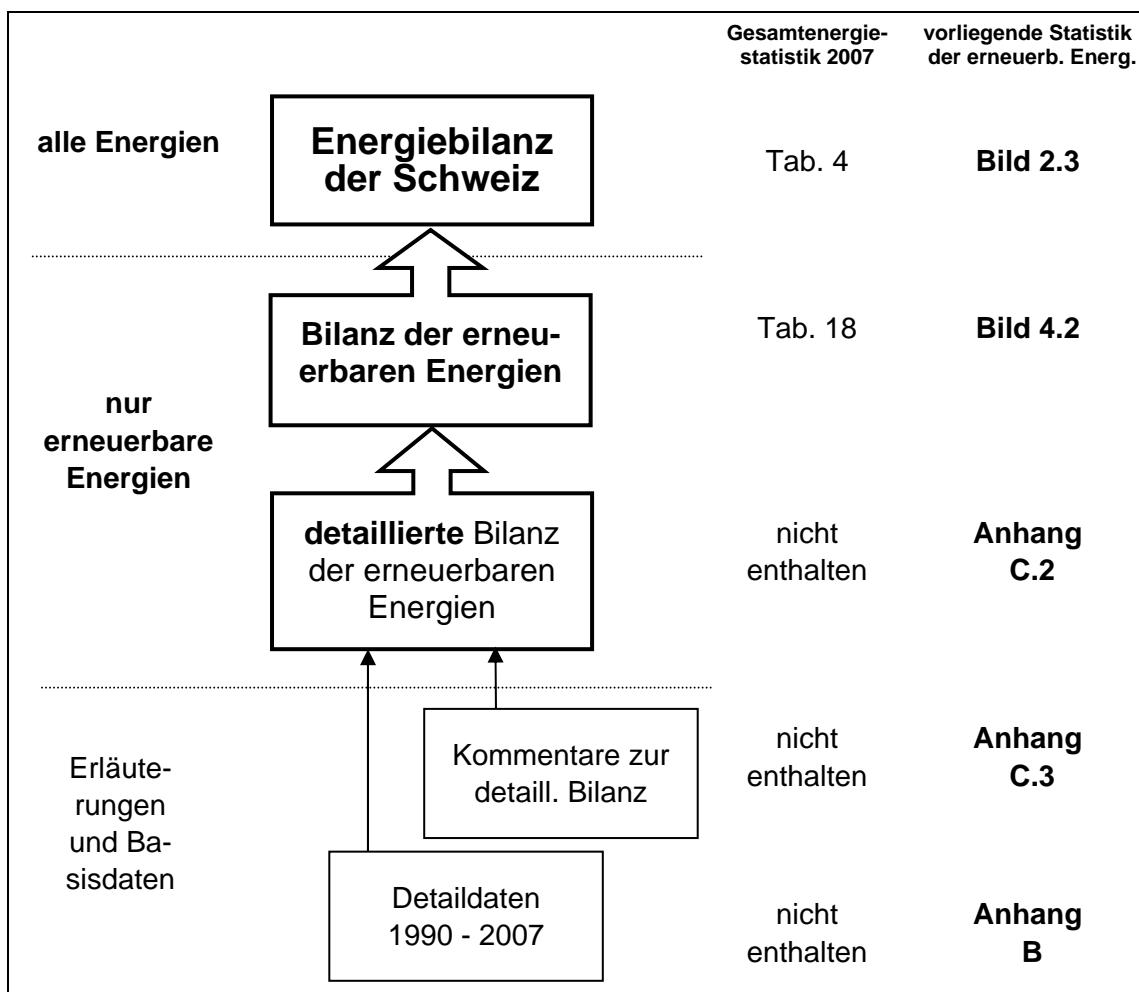 Gesamtenergie-
statistik 2007
vorliegende Statistik
der erneuerb. Energ.
alle Energien
Energiebilanz
der Schweiz
Tab. 4
Bild 2.3
nur
erneuerbare
Energien
Bilanz der erneu-
erbaren Energien
Tab. 18
Bild 4.2
detaillierte Bilanz
der erneuerbaren
Energien
nicht
enthalten
Anhang
C.2
Erläute-
rungen
und Ba-
sisdaten
Kommentare zur
detaill. Bilanz
nicht
enthalten
Anhang
C.3
Detaildaten
1990 - 2007
nicht
enthalten
Anhang
B